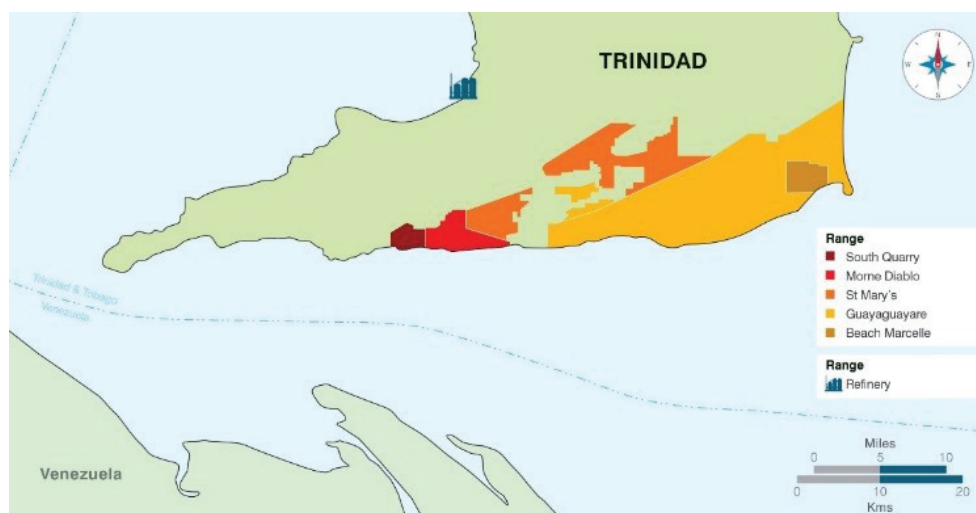 TRINIDAD
N
W
E
S
Range
South Quarry
Morne Diablo
St Mary's
Guayaguayare
Beach Marcelle
Trinidad & Tobago
Venezuela
Range
Refinery
Miles
0 5 10
0 10 20
Kms
Venezuela